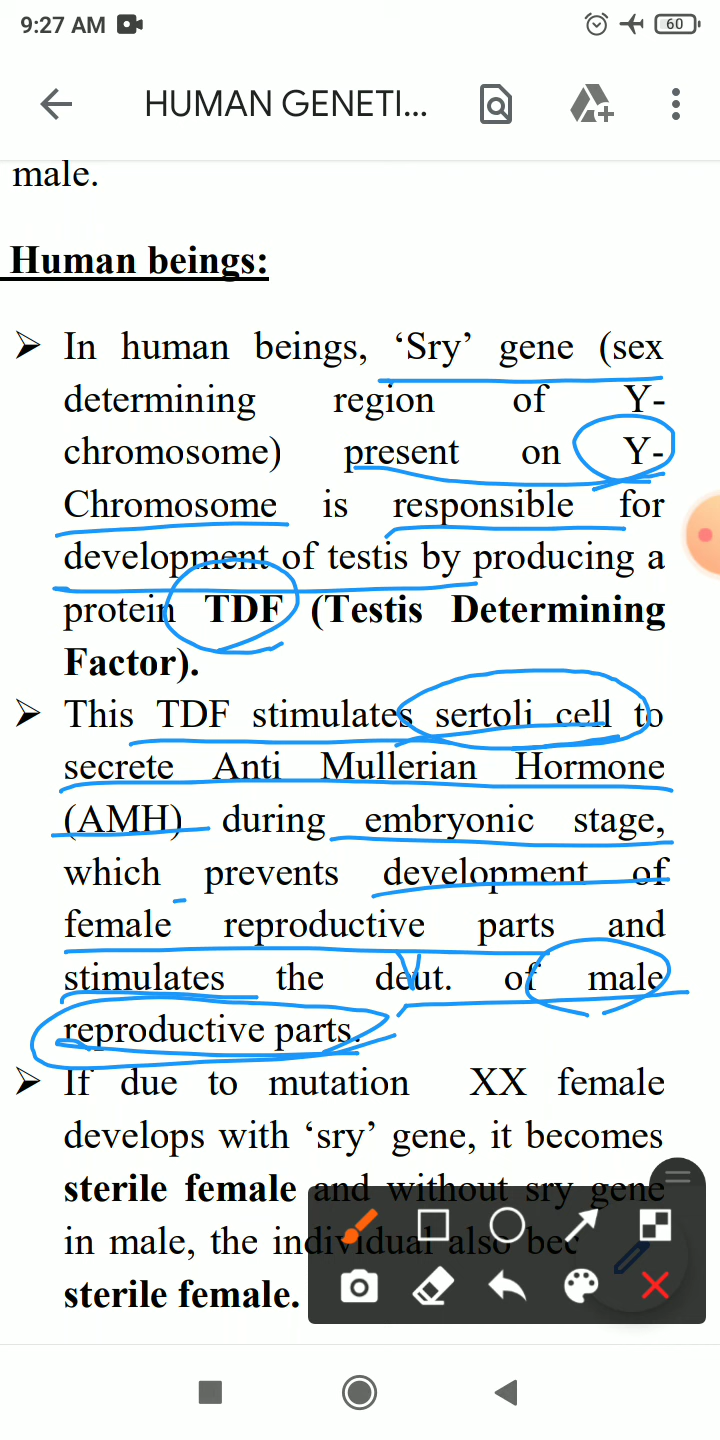 9:27 AM
60
HUMAN GENETI...
male.
Human beings:
➢ In human beings, ‘Sry’ gene (sex
determining region of Y-
chromosome) present on Y-
Chromosome is responsible for
development of testis by producing a
protein TDF (Testis Determining
Factor).
➢ This TDF stimulates sertoli cell to
secrete Anti Mullerian Hormone
(AMH) during embryonic stage,
which prevents development of
female reproductive parts and
stimulates the deut. of male
reproductive parts.
➢ If due to mutation XX female
develops with ‘sry’ gene, it becomes
sterile female and without sry gene
in male, the individual also bec
sterile female.